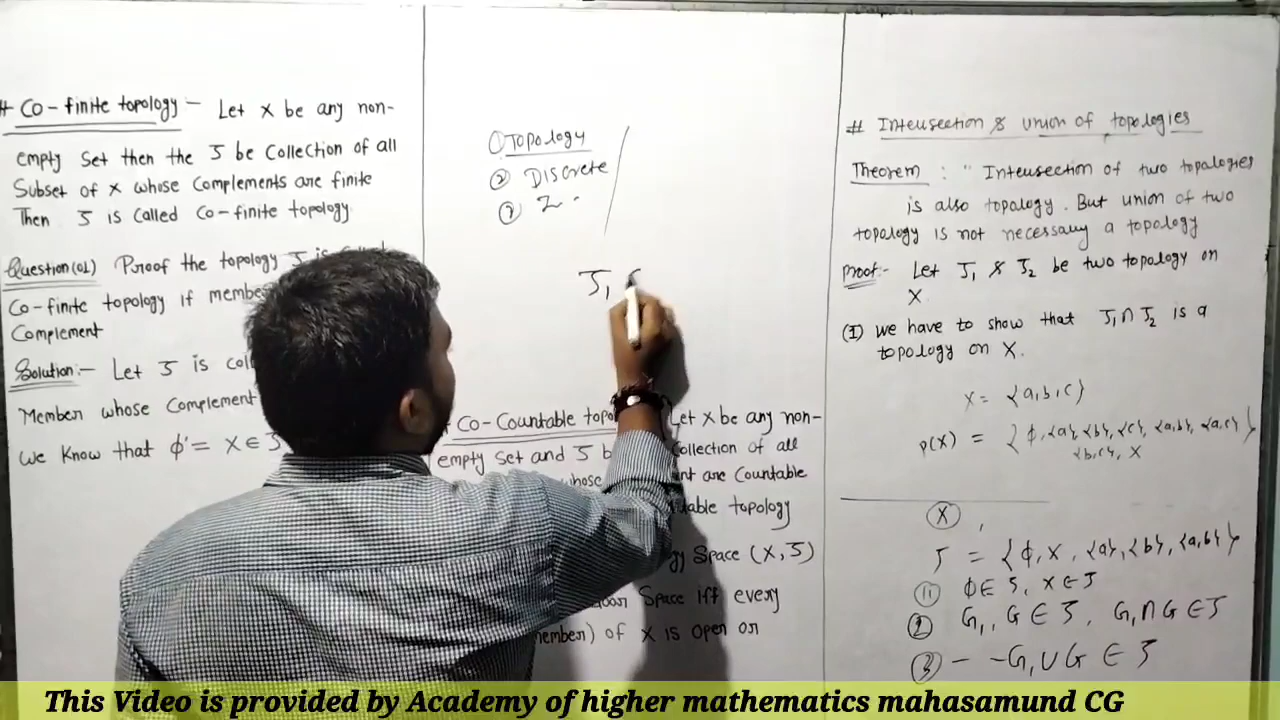 # Co-finite topology - Let X be any non-
empty Set then the J be Collection of all
Subset of X whose Complements are finite
Then J is Called Co-finite topology
Question(01) Proof the topology J is
Co-finite topology if member
Complement
Solution:- Let J is
Member whose Complement
we Know that ϕ' = X ∈ J
① Topology
② Discrete
③
J₁
Co-Countable Let X be any non-
empty Set and J Collection of all
whose are Countable
topology
Space (X, J)
Space iff every
member) of X is open or
# Intersection & union of topologies
Theorem : " Intersection of two topologies
is also topology. But union of two
topology is not necessary a topology
Proof:- Let J₁ & J₂ be two topology on
X
(I) we have to show that J₁ ∩ J₂ is a
topology on X.
X = {a, b, c}
P(X) = {ϕ, {a}, {b}, {c}, {a,b}, {a,c}
{b,c}, X }
Ⓧ ,
J = {ϕ, X, {a}, {b}, {a,b} }
ϕ ∈ J, X ∈ J
② G₁, G ∈ J, G₁ ∩ G ∈ J
③ - - G₁ ∪ G ∈ J
This Video is provided by Academy of higher mathematics mahasamund CG